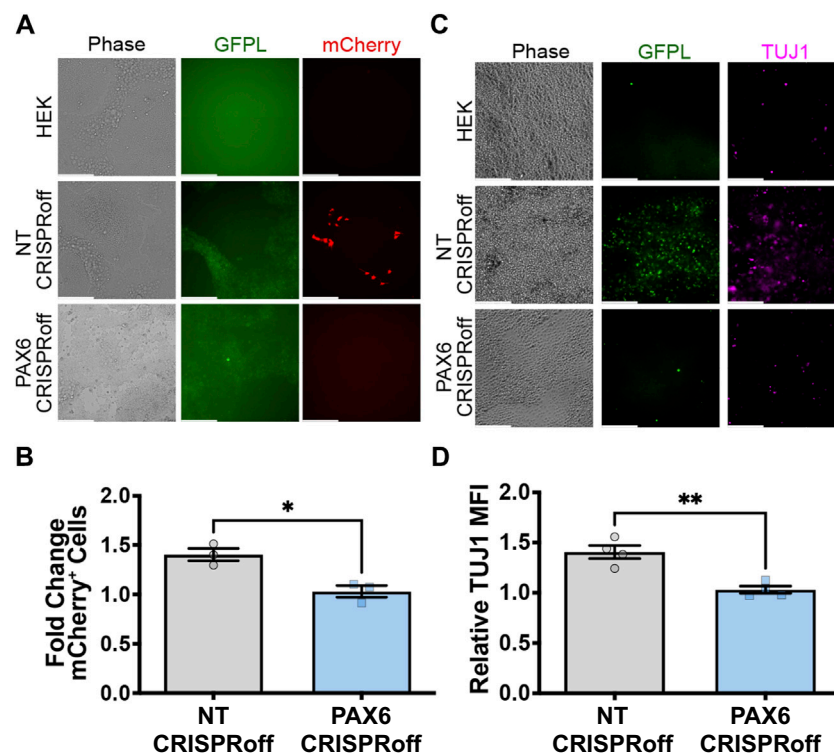 A
Phase
GFPL
mCherry
HEK
NT
CRISPRoff
PAX6
CRISPRoff
C
Phase
GFPL
TUJ1
HEK
NT
CRISPRoff
PAX6
CRISPRoff
B
Fold Change
mCherry⁺ Cells
2.0
1.5
1.0
0.5
0.0
*
NT
CRISPRoff
PAX6
CRISPRoff
D
Relative TUJ1 MFI
2.0
1.5
1.0
0.5
0.0
**
NT
CRISPRoff
PAX6
CRISPRoff